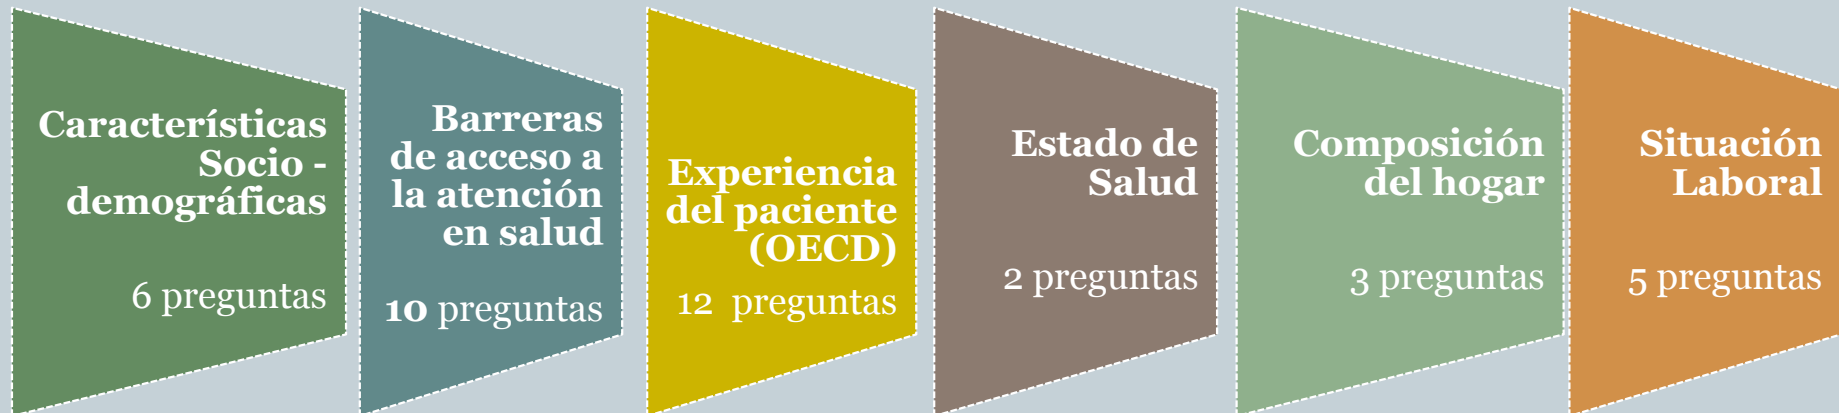 Características
Socio -
demográficas
6 preguntas
Barreras
de acceso a
la atención
en salud
10 preguntas
Experiencia
del paciente
(OECD)
12 preguntas
Estado de
Salud
2 preguntas
Composición
del hogar
3 preguntas
Situación
Laboral
5 preguntas